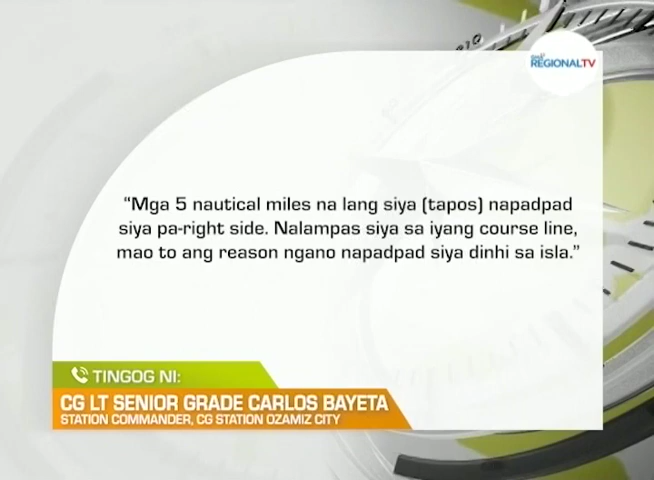 GMA
REGIONALTV
“Mga 5 nautical miles na lang siya (tapos) napadpad
siya pa-right side. Nalampas siya sa iyang course line,
mao to ang reason ngano napadpad siya dinhi sa isla.”
TINGOG NI:
CG LT SENIOR GRADE CARLOS BAYETA
STATION COMMANDER, CG STATION OZAMIZ CITY